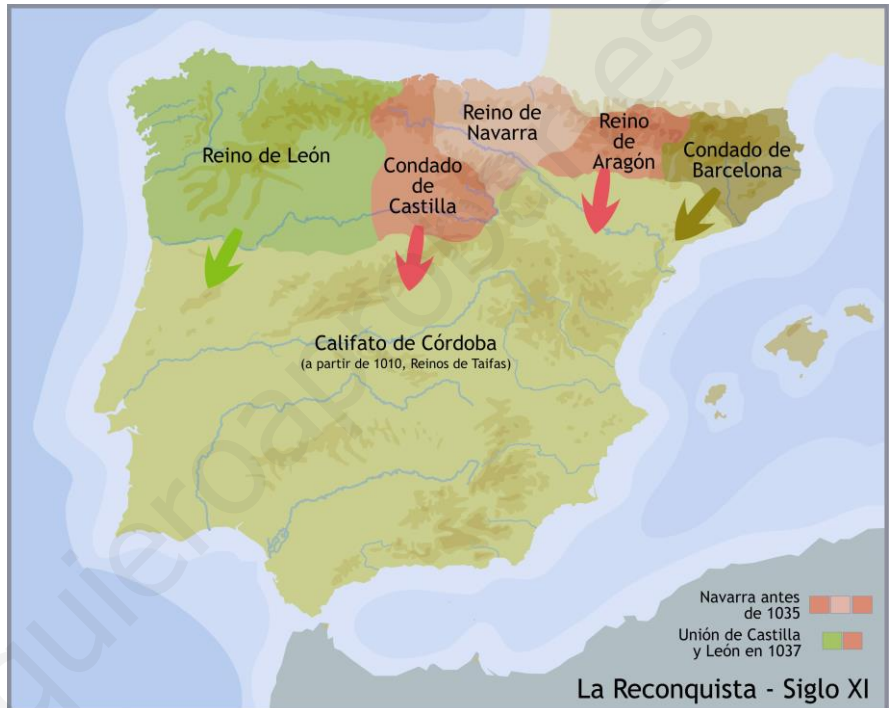 Reino de León
Condado
de
Castilla
Reino de
Navarra
Reino
de
Aragón
Condado de
Barcelona
Califato de Córdoba
(a partir de 1010, Reinos de Taifas)
Navarra antes
de 1035
Unión de Castilla
y León en 1037
La Reconquista - Siglo XI